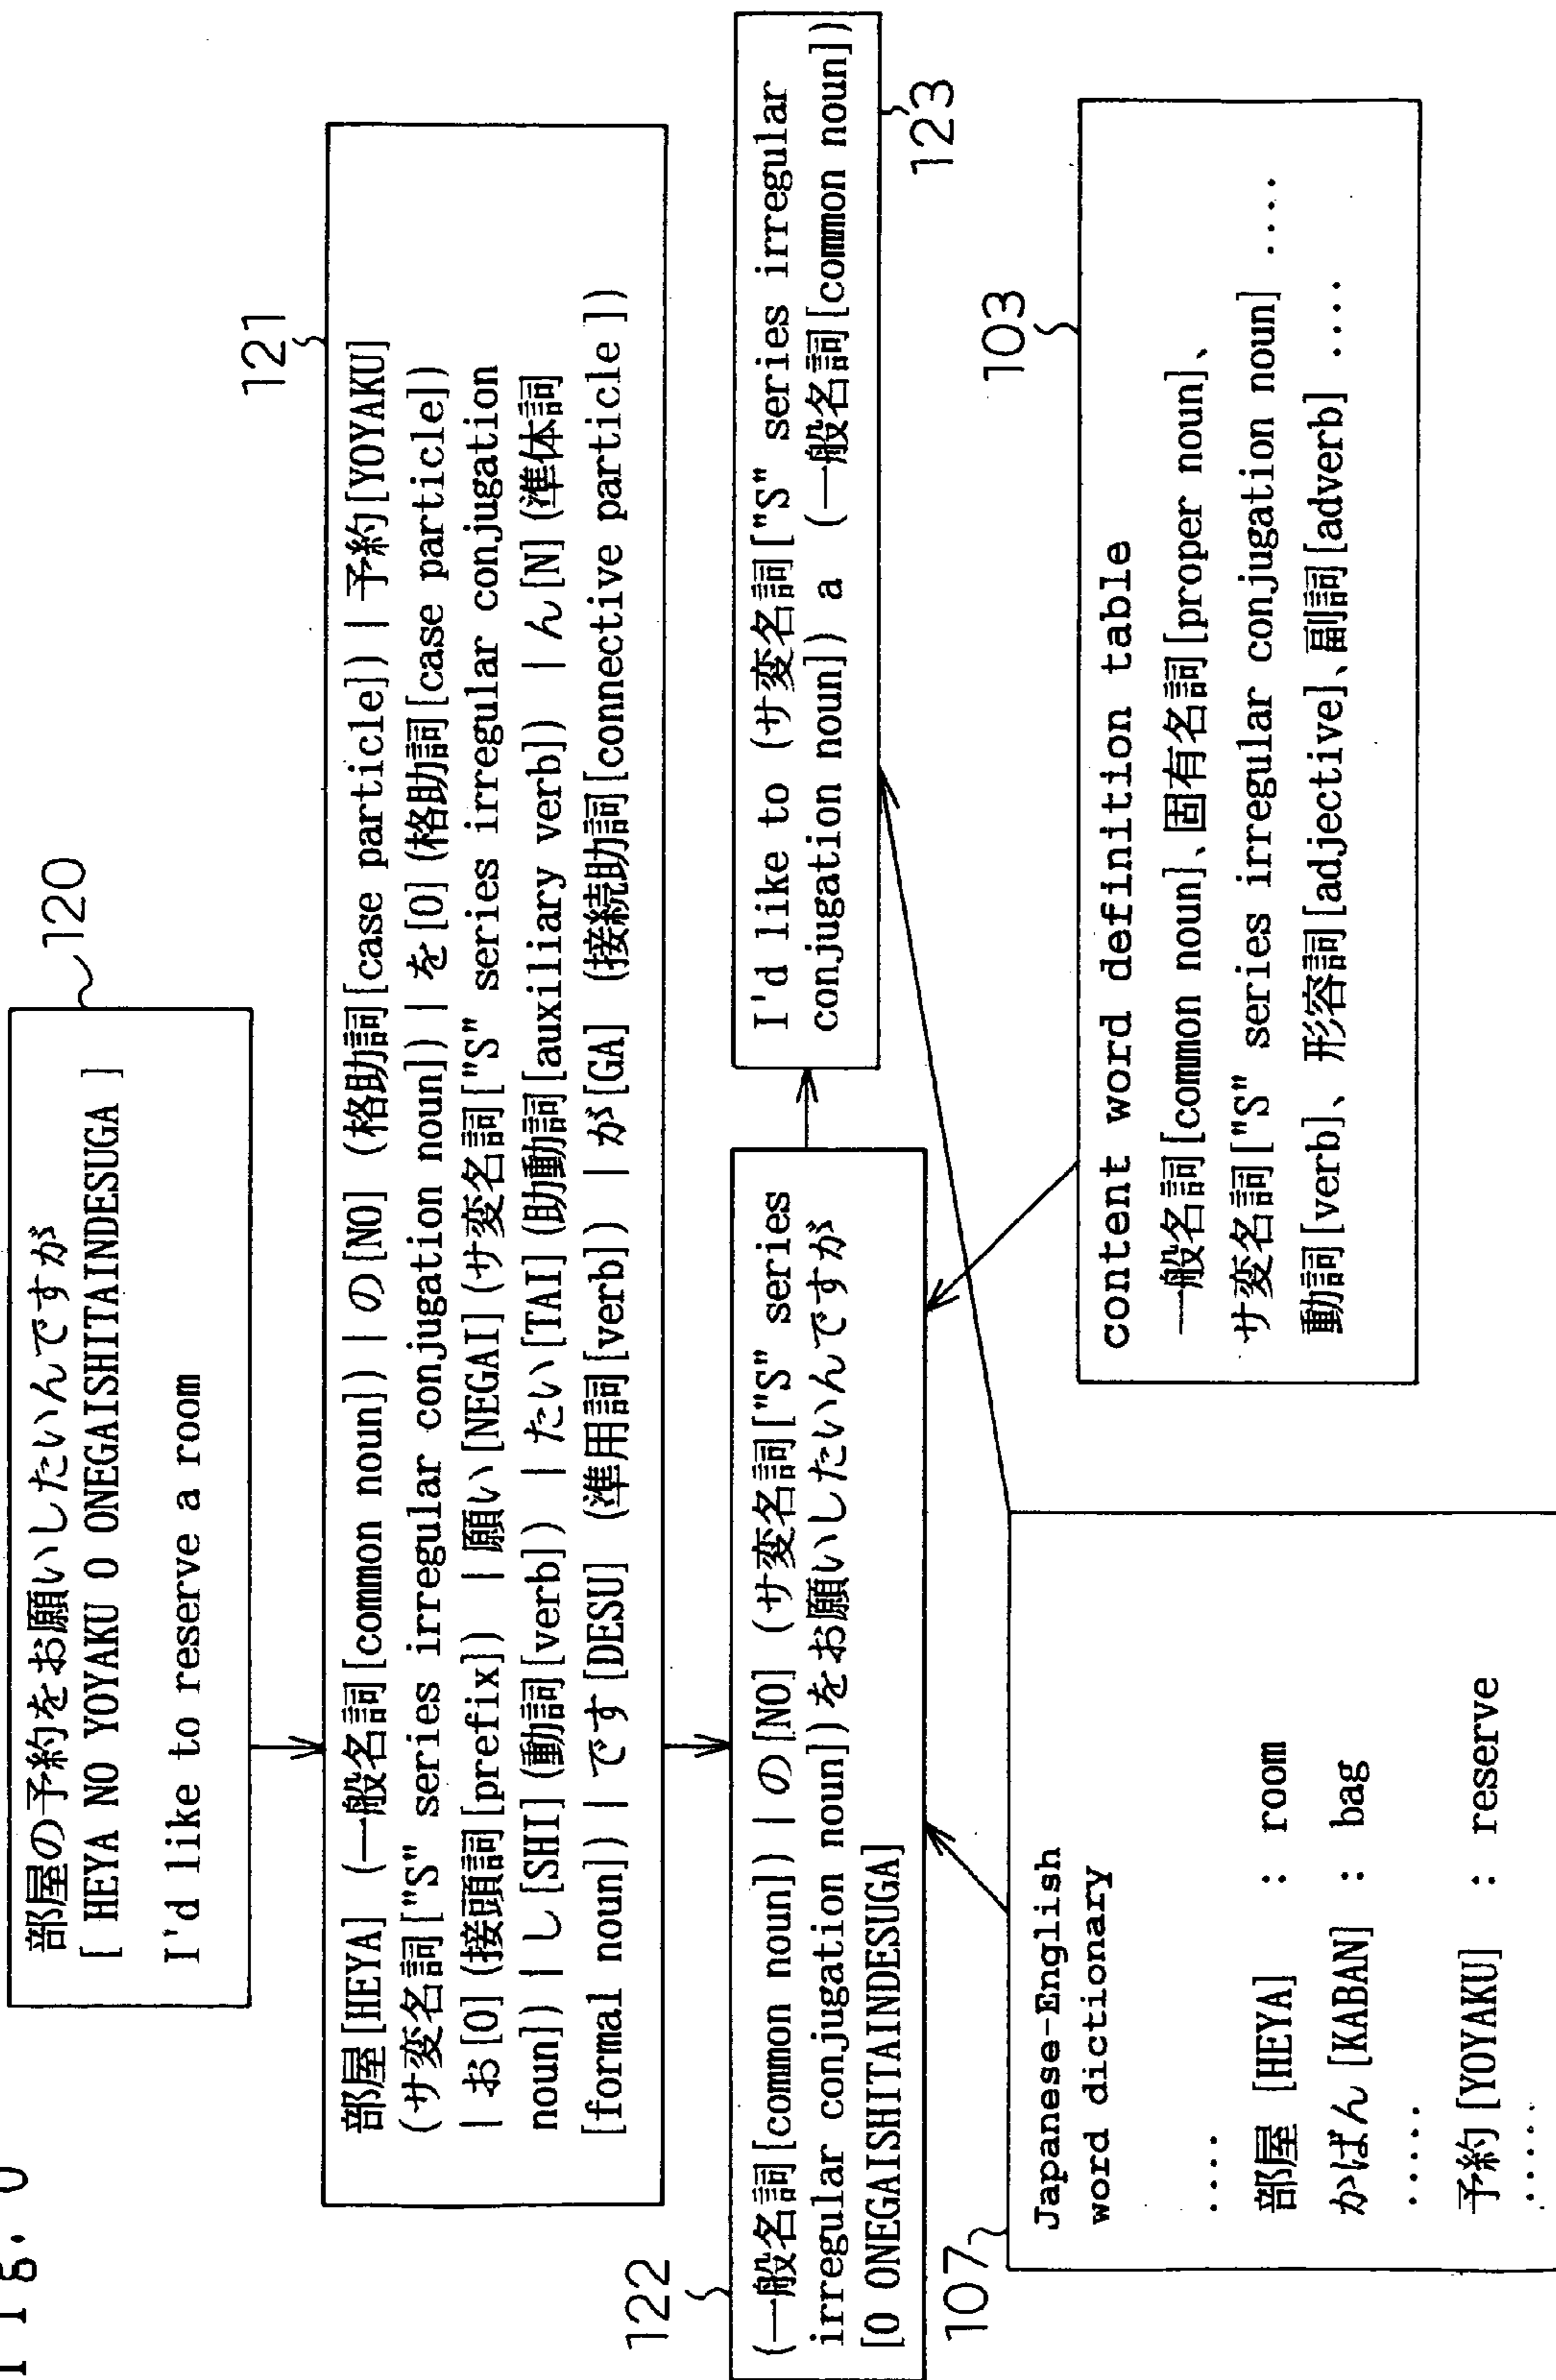 120
部屋の予約をお願いしたいんですが
[ HEYA NO YOYAKU O ONEGAISHITAINDESUGA ]
I'd like to reserve a room
121
部屋[HEYA] (一般名詞[common noun]) | の[NO] (格助詞[case particle]) | 予約[YOYAKU]
(サ変名詞["S" series irregular conjugation noun]) | を[O] (格助詞[case particle])
| お[O] (接頭詞[prefix]) | 願い[NEGAI] (サ変名詞["S" series irregular conjugation
noun]) | し[SHI] (動詞[verb]) | たい[TAI] (助動詞[auxiliary verb]) | ん[N] (準体詞
[formal noun]) | です[DESU] (準用詞[verb]) | が[GA] (接続助詞[connective particle ])
122
(一般名詞[common noun]) | の[NO] (サ変名詞["S" series
irregular conjugation noun])をお願いしたいんですが
[O ONEGAISHITAINDESUGA]
I'd like to (サ変名詞["S" series irregular
conjugation noun]) a (一般名詞[common noun])
123
107
Japanese-English
word dictionary
....
部屋 [HEYA] : room
かばん[KABAN] : bag
.....
予約[YOYAKU] : reserve
.....
103
content word definition table
一般名詞[common noun]、固有名詞[proper noun]、
サ変名詞["S" series irregular conjugation noun] ....
動詞[verb]、形容詞[adjective]、副詞[adverb] ....